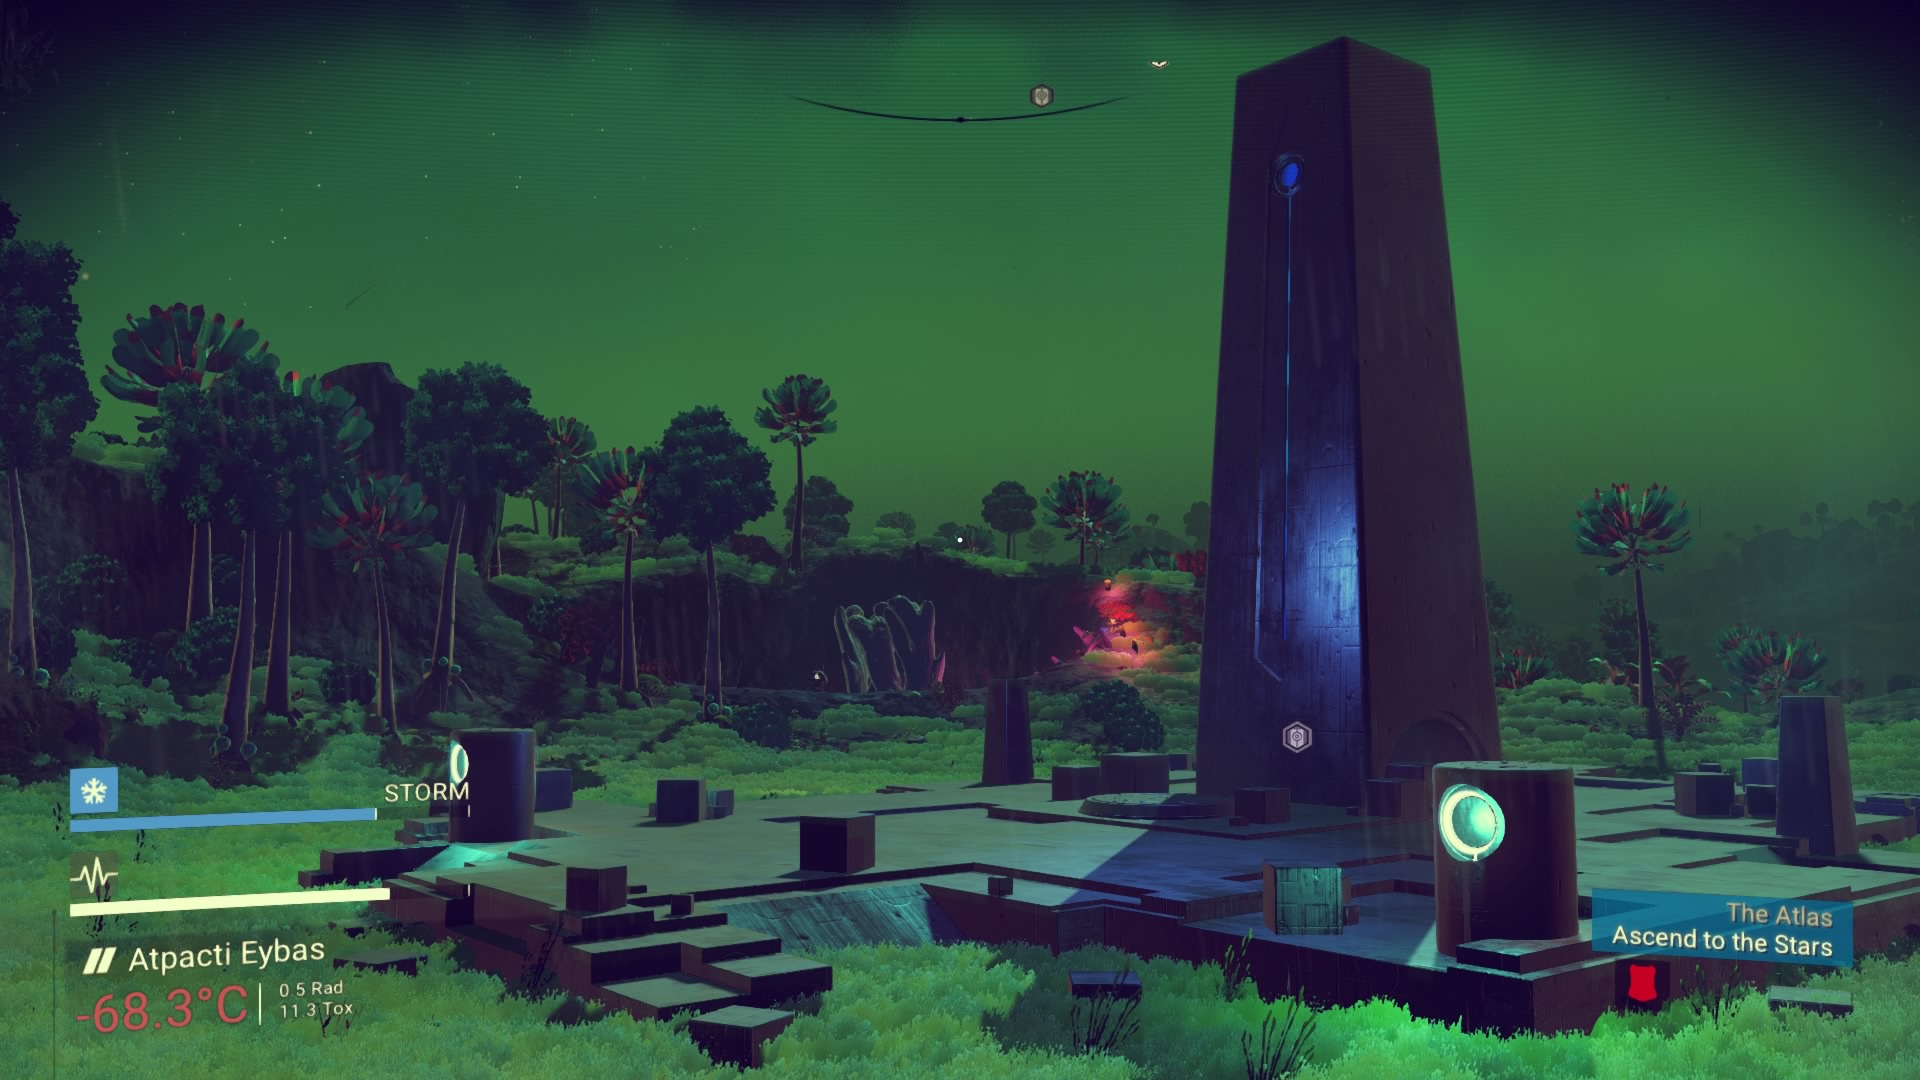 STORM
Atpacti Eybas
-68.3°C
0.5 Rad
11.3 Tox
The Atlas
Ascend to the Stars